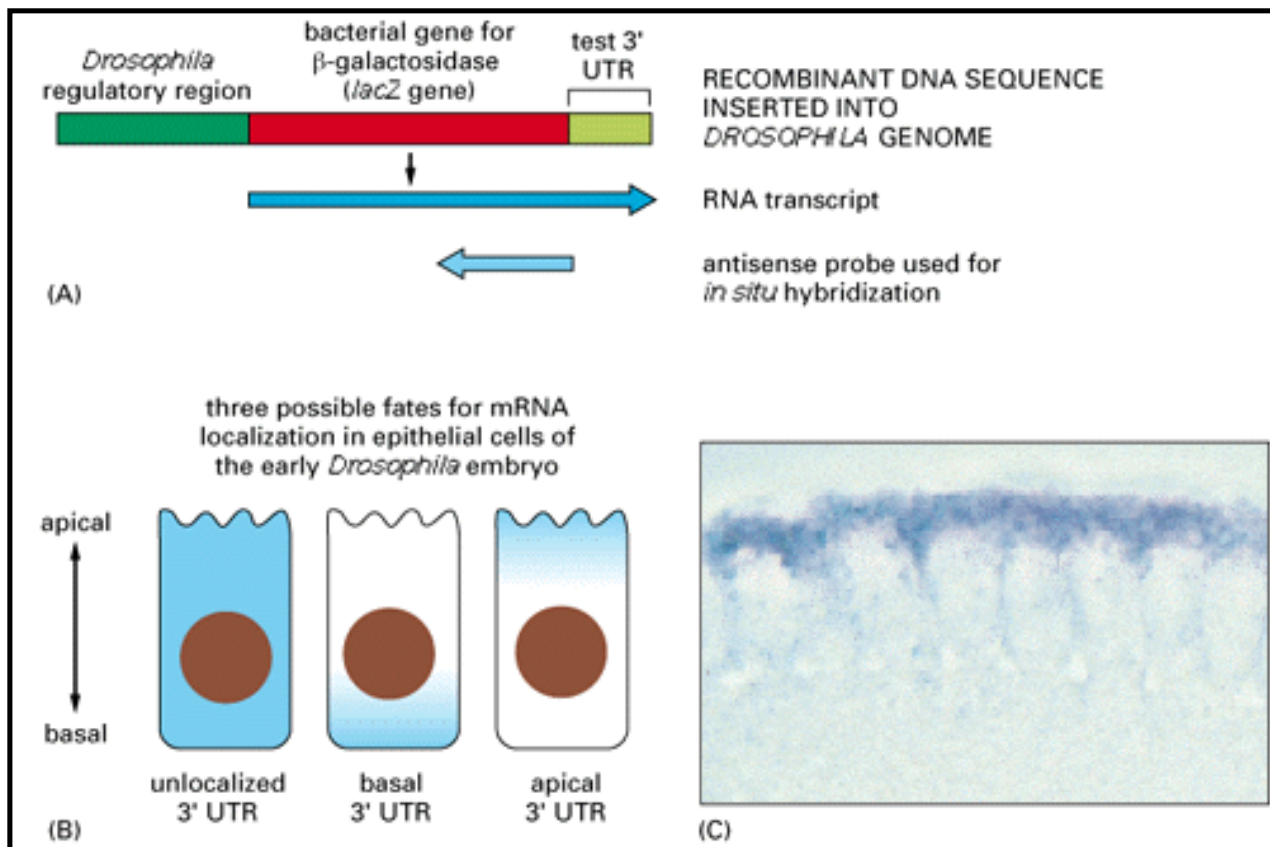 Drosophila
regulatory region
bacterial gene for
β-galactosidase
(lacZ gene)
test 3'
UTR
RECOMBINANT DNA SEQUENCE
INSERTED INTO
DROSOPHILA GENOME
RNA transcript
antisense probe used for
in situ hybridization
(A)
three possible fates for mRNA
localization in epithelial cells of
the early Drosophila embryo
apical
basal
unlocalized
3' UTR
basal
3' UTR
apical
3' UTR
(B)
(C)